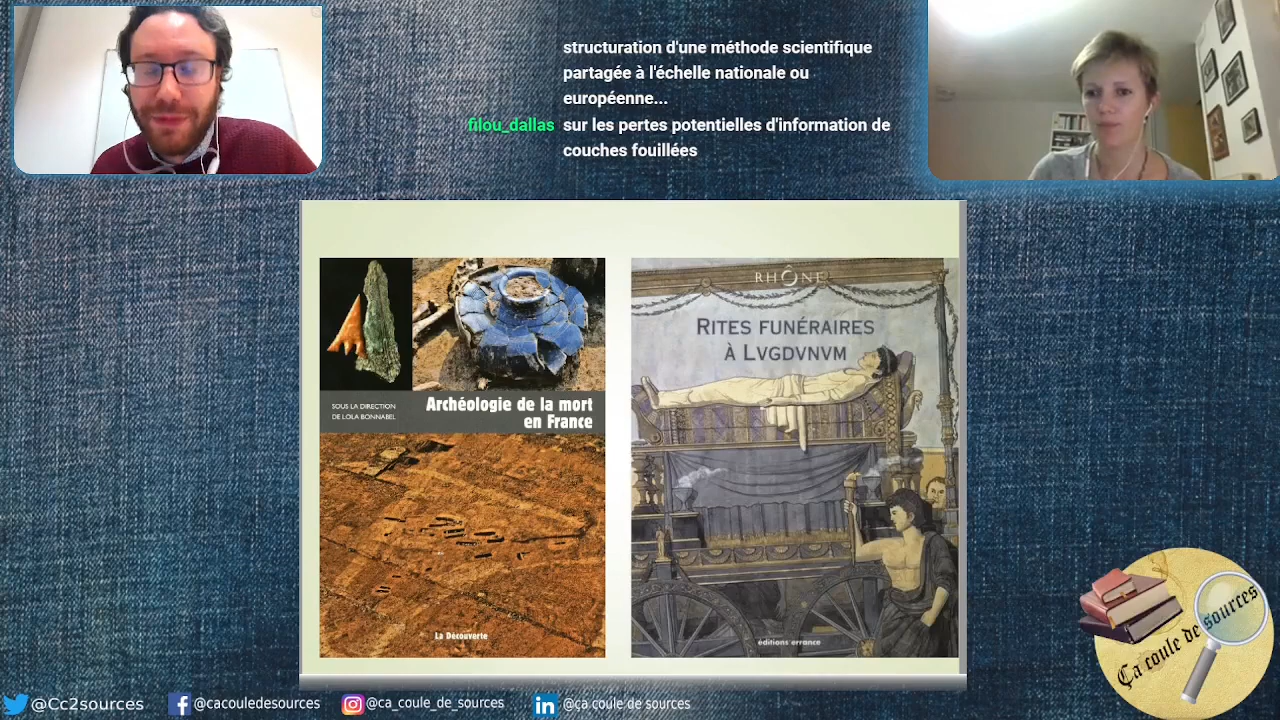 structuration d'une méthode scientifique
partagée à l'échelle nationale ou
européenne...
filou_dallas sur les pertes potentielles d'information de
couches fouillées
SOUS LA DIRECTION
DE LOLA BONNABEL
Archéologie de la mort
en France
La Découverte
RHÔNE
RITES FUNÉRAIRES
À LVGDVNVM
éditions errance
Ça coule de sources
@Cc2sources
@cacouledesources
@ca_coule_de_sources
@ça coule de sources